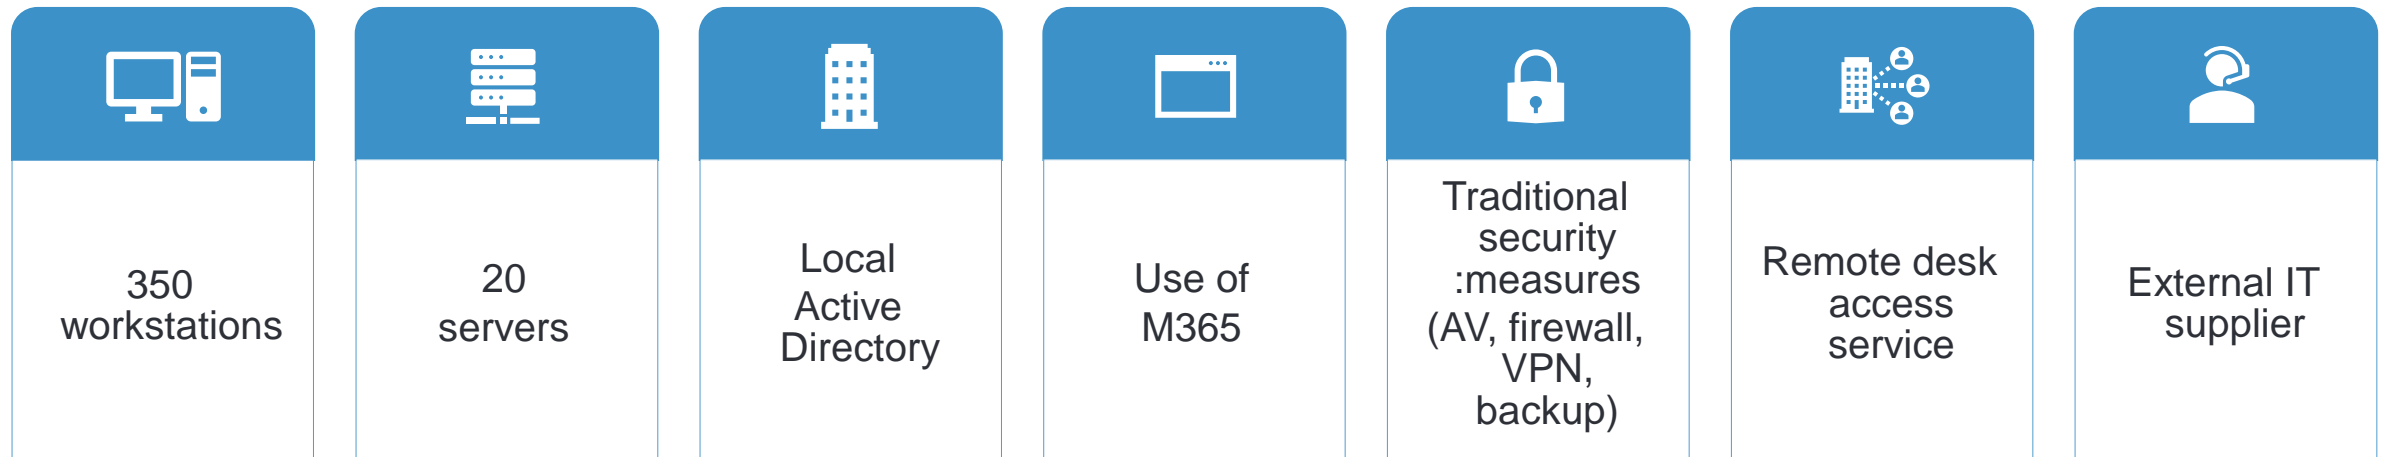 350
workstations
20
servers
Local
Active
Directory
Use of
M365
Traditional
security
:measures
(AV, firewall,
VPN,
backup)
Remote desk
access
service
External IT
supplier